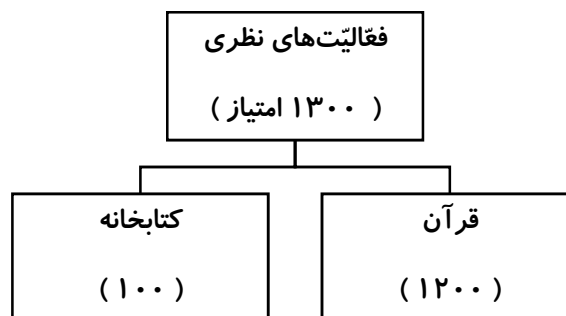 فعّالیّت‌های نظری
( ۱۳۰۰ امتیاز )
قرآن
( ۱۲۰۰ )
کتابخانه
( ۱۰۰ )